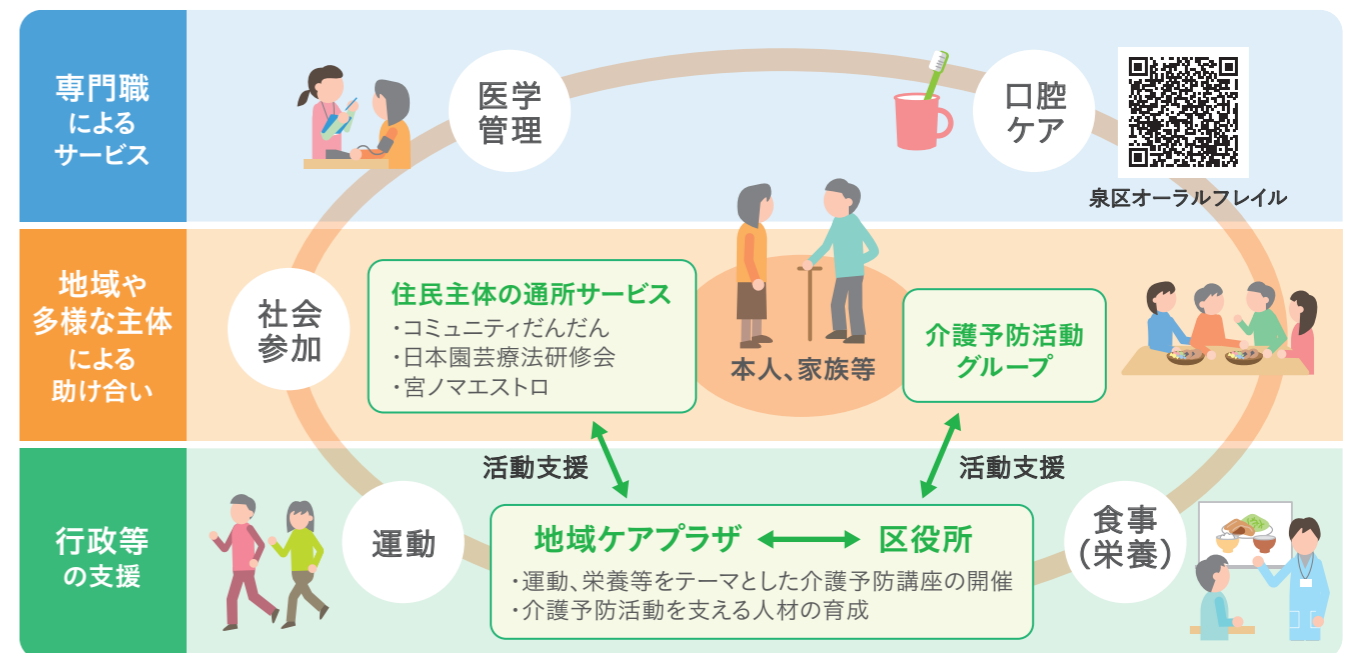 専門職
による
サービス
医学
管理
口腔
ケア
泉区オーラルフレイル
地域や
多様な主体
による
助け合い
社会
参加
住民主体の通所サービス
・コミュニティだんだん
・日本園芸療法研修会
・宮ノマエストロ
本人、家族等
介護予防活動
グループ
活動支援
活動支援
行政等
の支援
運動
地域ケアプラザ
区役所
・運動、栄養等をテーマとした介護予防講座の開催
・介護予防活動を支える人材の育成
食事
(栄養)